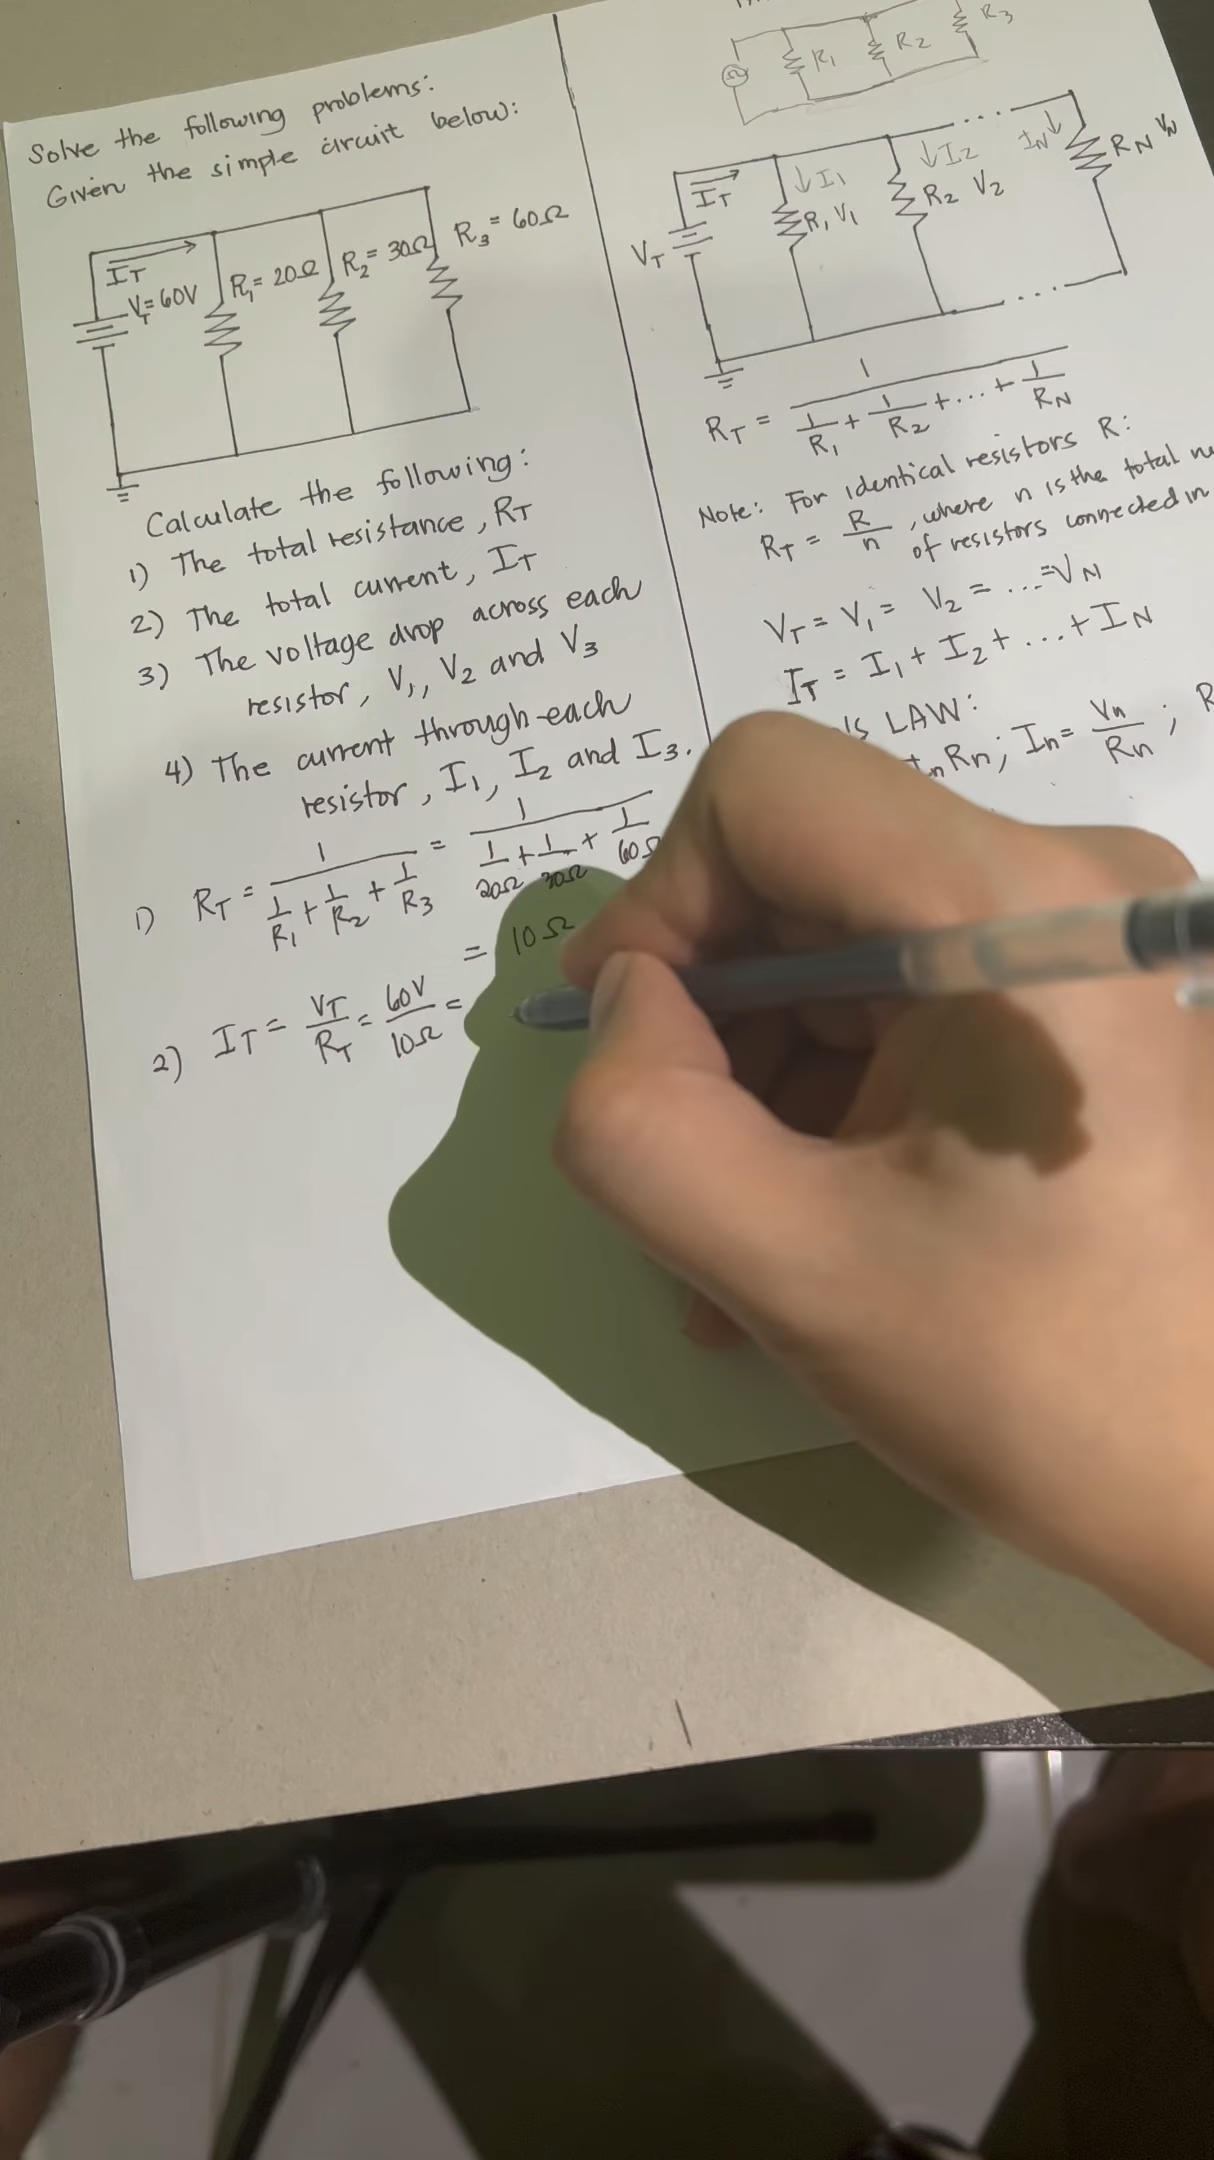 Solve the following problems:
Given the simple circuit below:
IT
VT=60V
R1=20Ω
R2=30Ω
R3=60Ω
Calculate the following:
1) The total resistance, RT
2) The total current, IT
3) The voltage drop across each
resistor, V1, V2 and V3
4) The current through each
resistor, I1, I2 and I3.
1) RT = 1/(1/R1 + 1/R2 + 1/R3) = 1/(1/20Ω + 1/30Ω + 1/60Ω)
= 10Ω
2) IT = VT/RT = 60V/10Ω =
R1
R2
R3
IT
↓I1
↓I2
...
IN↓
VT
R1 V1
R2 V2
RN VN
...
RT = 1/(1/R1 + 1/R2 + ... + 1/RN)
Note: For identical resistors R:
RT = R/n, where n is the total
of resistors connected in
VT = V1 = V2 = ... = VN
IT = I1 + I2 + ... + IN
LAW:
Rn; In = Vn/Rn; R